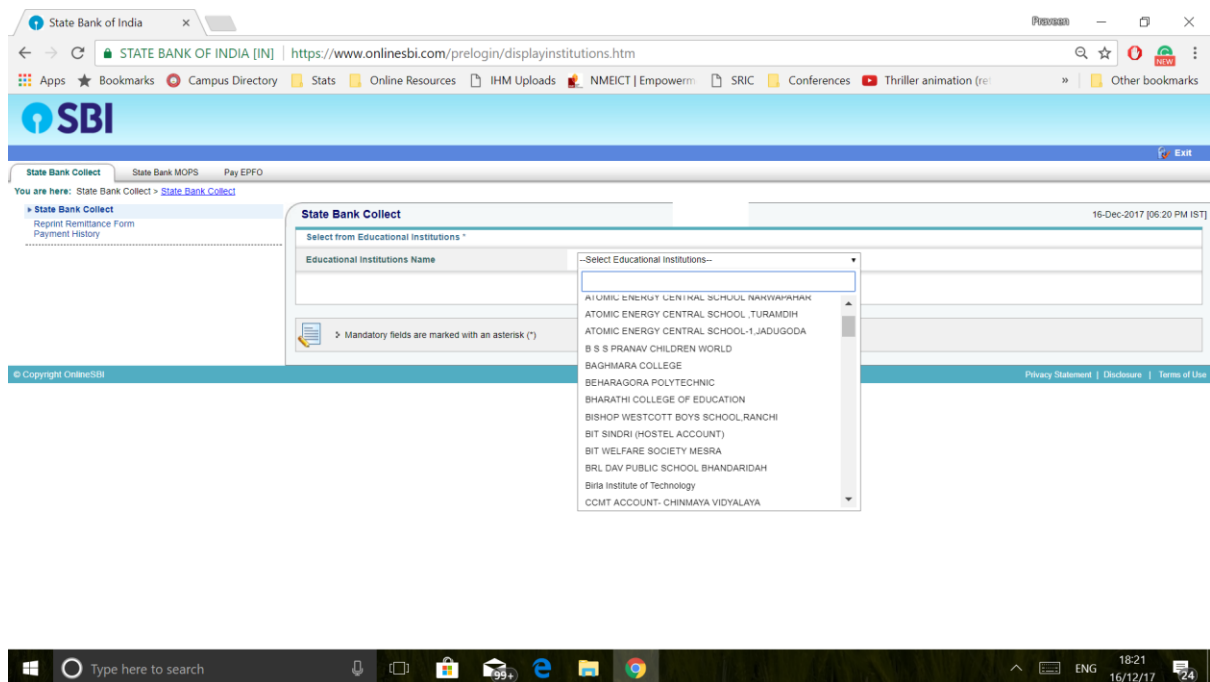 State Bank of India
Praveen
STATE BANK OF INDIA [IN] | https://www.onlinesbi.com/prelogin/displayinstitutions.htm
NEW
Apps Bookmarks Campus Directory Stats Online Resources IHM Uploads NMEICT | Empowerm SRIC Conferences Thriller animation (ret » Other bookmarks
SBI
Exit
State Bank Collect State Bank MOPS Pay EPFO
You are here: State Bank Collect > State Bank Collect
State Bank Collect
Reprint Remittance Form
Payment History
State Bank Collect
16-Dec-2017 [06:20 PM IST]
Select from Educational Institutions *
Educational Institutions Name
--Select Educational Institutions--
ATOMIC ENERGY CENTRAL SCHOOL NARWAPAHAR
ATOMIC ENERGY CENTRAL SCHOOL ,TURAMDIH
ATOMIC ENERGY CENTRAL SCHOOL-1,JADUGODA
B S S PRANAV CHILDREN WORLD
BAGHMARA COLLEGE
BEHARAGORA POLYTECHNIC
BHARATHI COLLEGE OF EDUCATION
BISHOP WESTCOTT BOYS SCHOOL,RANCHI
BIT SINDRI (HOSTEL ACCOUNT)
BIT WELFARE SOCIETY MESRA
BRL DAV PUBLIC SCHOOL BHANDARIDAH
Birla Institute of Technology
CCMT ACCOUNT- CHINMAYA VIDYALAYA
Mandatory fields are marked with an asterisk (*)
© Copyright OnlineSBI
Privacy Statement | Disclosure | Terms of Use
Type here to search
99+
ENG
18:21
16/12/17
24